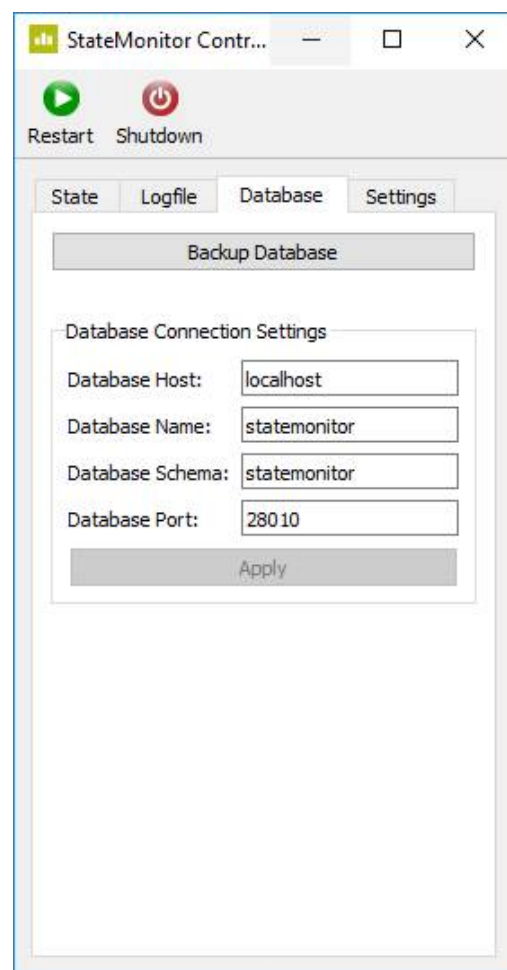 StateMonitor Contr...
Restart Shutdown
State Logfile Database Settings
Backup Database
Database Connection Settings
Database Host: localhost
Database Name: statemonitor
Database Schema: statemonitor
Database Port: 28010
Apply